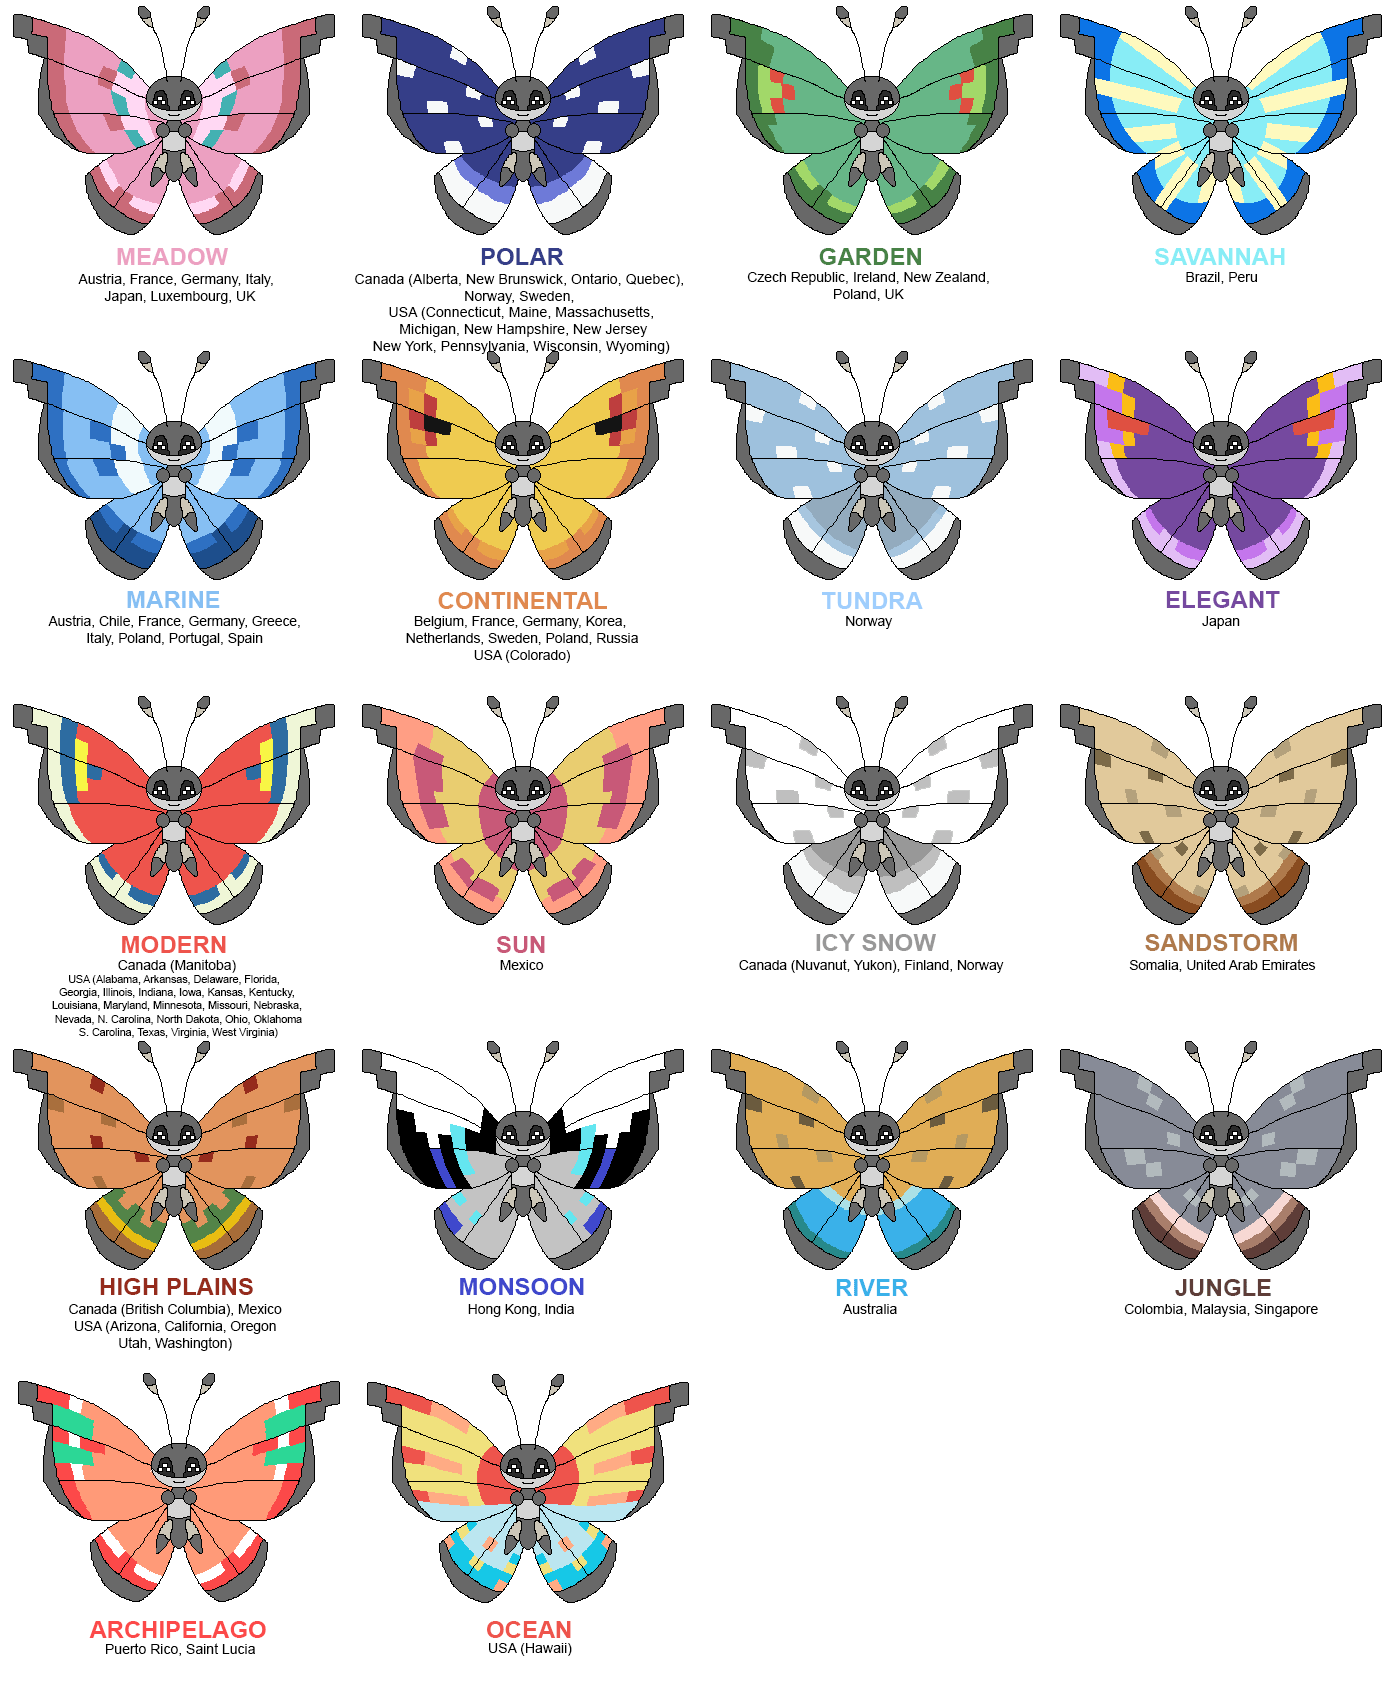 MEADOW
Austria, France, Germany, Italy,
Japan, Luxembourg, UK
POLAR
Canada (Alberta, New Brunswick, Ontario, Quebec),
Norway, Sweden,
USA (Connecticut, Maine, Massachusetts,
Michigan, New Hampshire, New Jersey
New York, Pennsylvania, Wisconsin, Wyoming)
GARDEN
Czech Republic, Ireland, New Zealand,
Poland, UK
SAVANNAH
Brazil, Peru
MARINE
Austria, Chile, France, Germany, Greece,
Italy, Poland, Portugal, Spain
CONTINENTAL
Belgium, France, Germany, Korea,
Netherlands, Sweden, Poland, Russia
USA (Colorado)
TUNDRA
Norway
ELEGANT
Japan
MODERN
Canada (Manitoba)
USA (Alabama, Arkansas, Delaware, Florida,
Georgia, Illinois, Indiana, Iowa, Kansas, Kentucky,
Louisiana, Maryland, Minnesota, Missouri, Nebraska,
Nevada, N. Carolina, North Dakota, Ohio, Oklahoma
S. Carolina, Texas, Virginia, West Virginia)
SUN
Mexico
ICY SNOW
Canada (Nuvanut, Yukon), Finland, Norway
SANDSTORM
Somalia, United Arab Emirates
HIGH PLAINS
Canada (British Columbia), Mexico
USA (Arizona, California, Oregon
Utah, Washington)
MONSOON
Hong Kong, India
RIVER
Australia
JUNGLE
Colombia, Malaysia, Singapore
ARCHIPELAGO
Puerto Rico, Saint Lucia
OCEAN
USA (Hawaii)